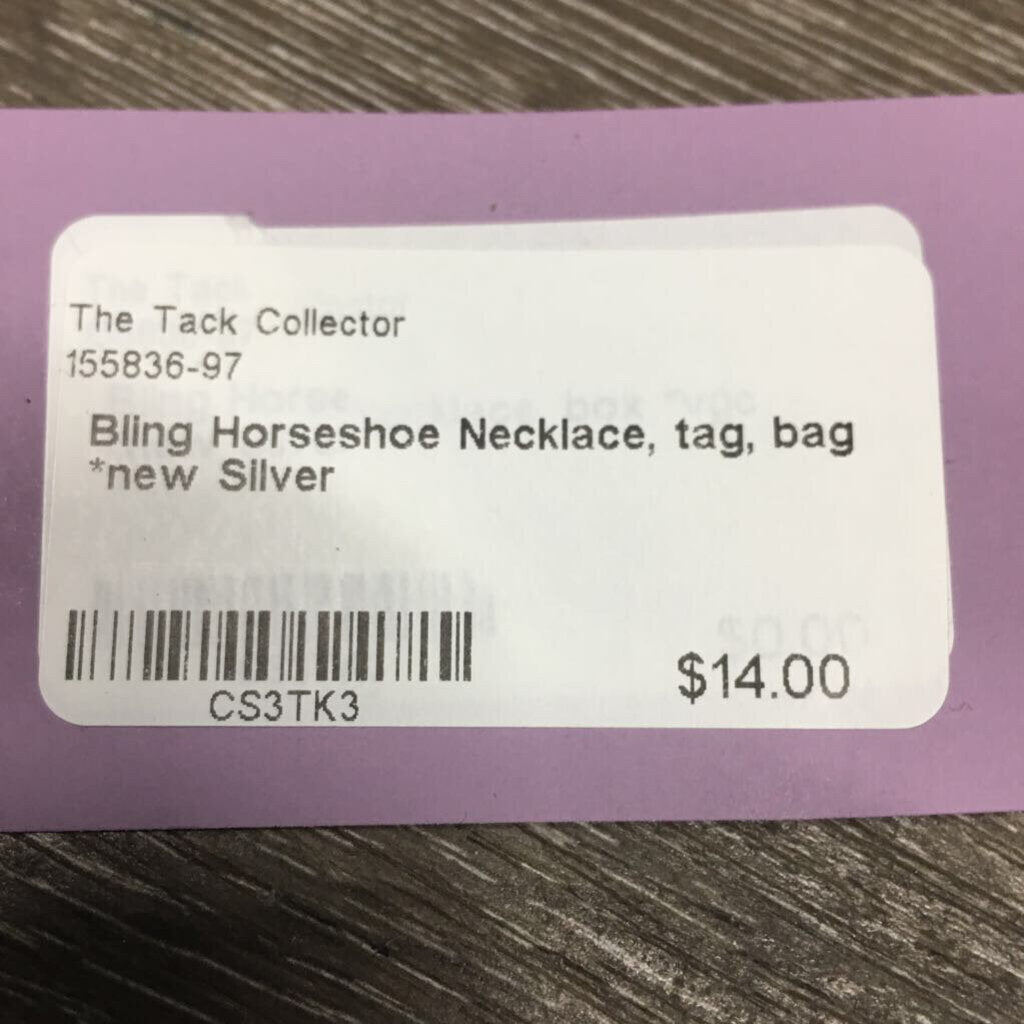 The Tack Collector
155836-97
Bling Horseshoe Necklace, tag, bag
*new Silver
CS3TK3
$14.00